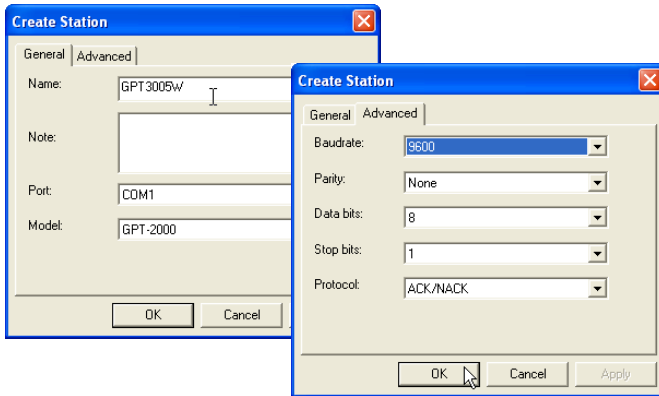 Create Station
General Advanced
Name: GPT3005W
Note:
Port: COM1
Model: GPT-2000
OK Cancel
Create Station
General Advanced
Baudrate: 9600
Parity: None
Data bits: 8
Stop bits: 1
Protocol: ACK/NACK
OK Cancel Apply